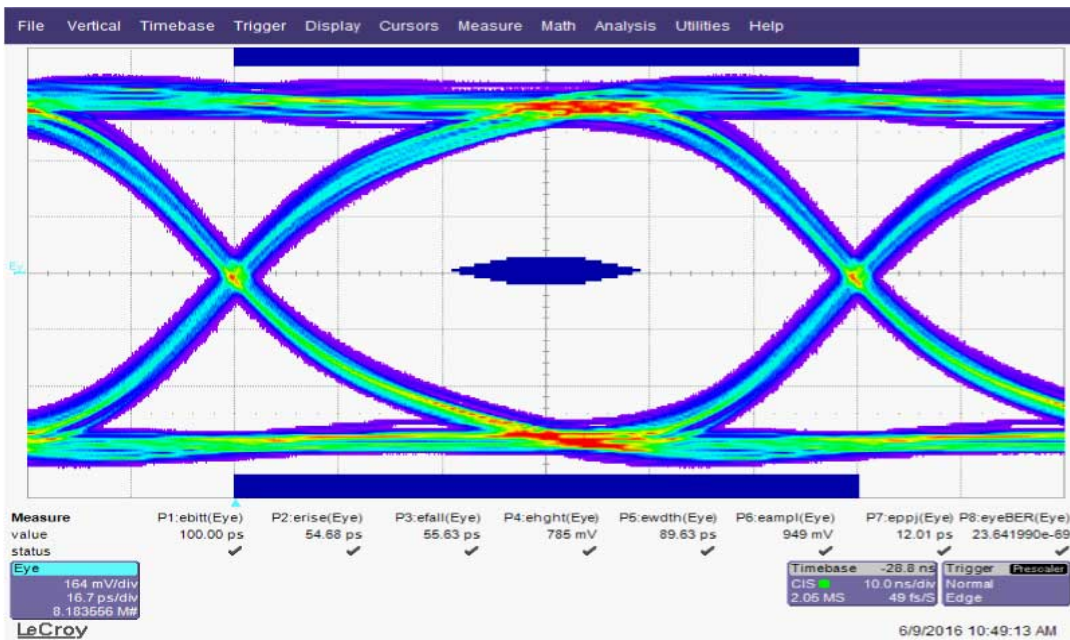 File Vertical Timebase Trigger Display Cursors Measure Math Analysis Utilities Help
Measure P1:ebitt(Eye) P2:erise(Eye) P3:efall(Eye) P4:ehght(Eye) P5:ewdth(Eye) P6:eampl(Eye) P7:eppj(Eye) P8:eyeBER(Eye)
value 100.00 ps 54.68 ps 55.63 ps 785 mV 89.63 ps 949 mV 12.01 ps 23.641990e-69
status
Eye
164 mV/div
16.7 ps/div
8.183556 M#
Timebase -28.8 ns
CIS 10.0 ns/div
2.05 MS 49 fs/S
Trigger Prescaler
Normal
Edge
LeCroy
6/9/2016 10:49:13 AM